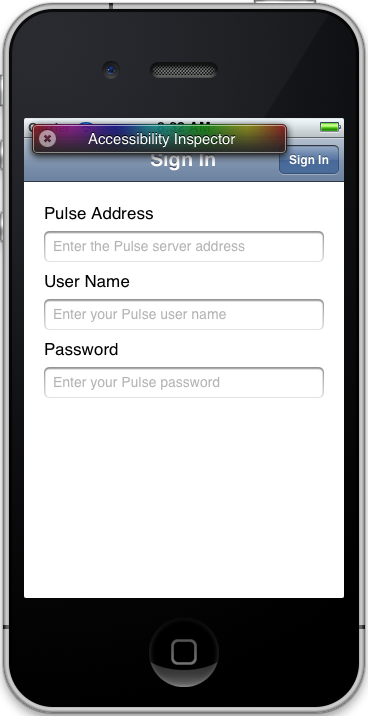 Accessibility Inspector
Sign In
Sign In
Pulse Address
Enter the Pulse server address
User Name
Enter your Pulse user name
Password
Enter your Pulse password